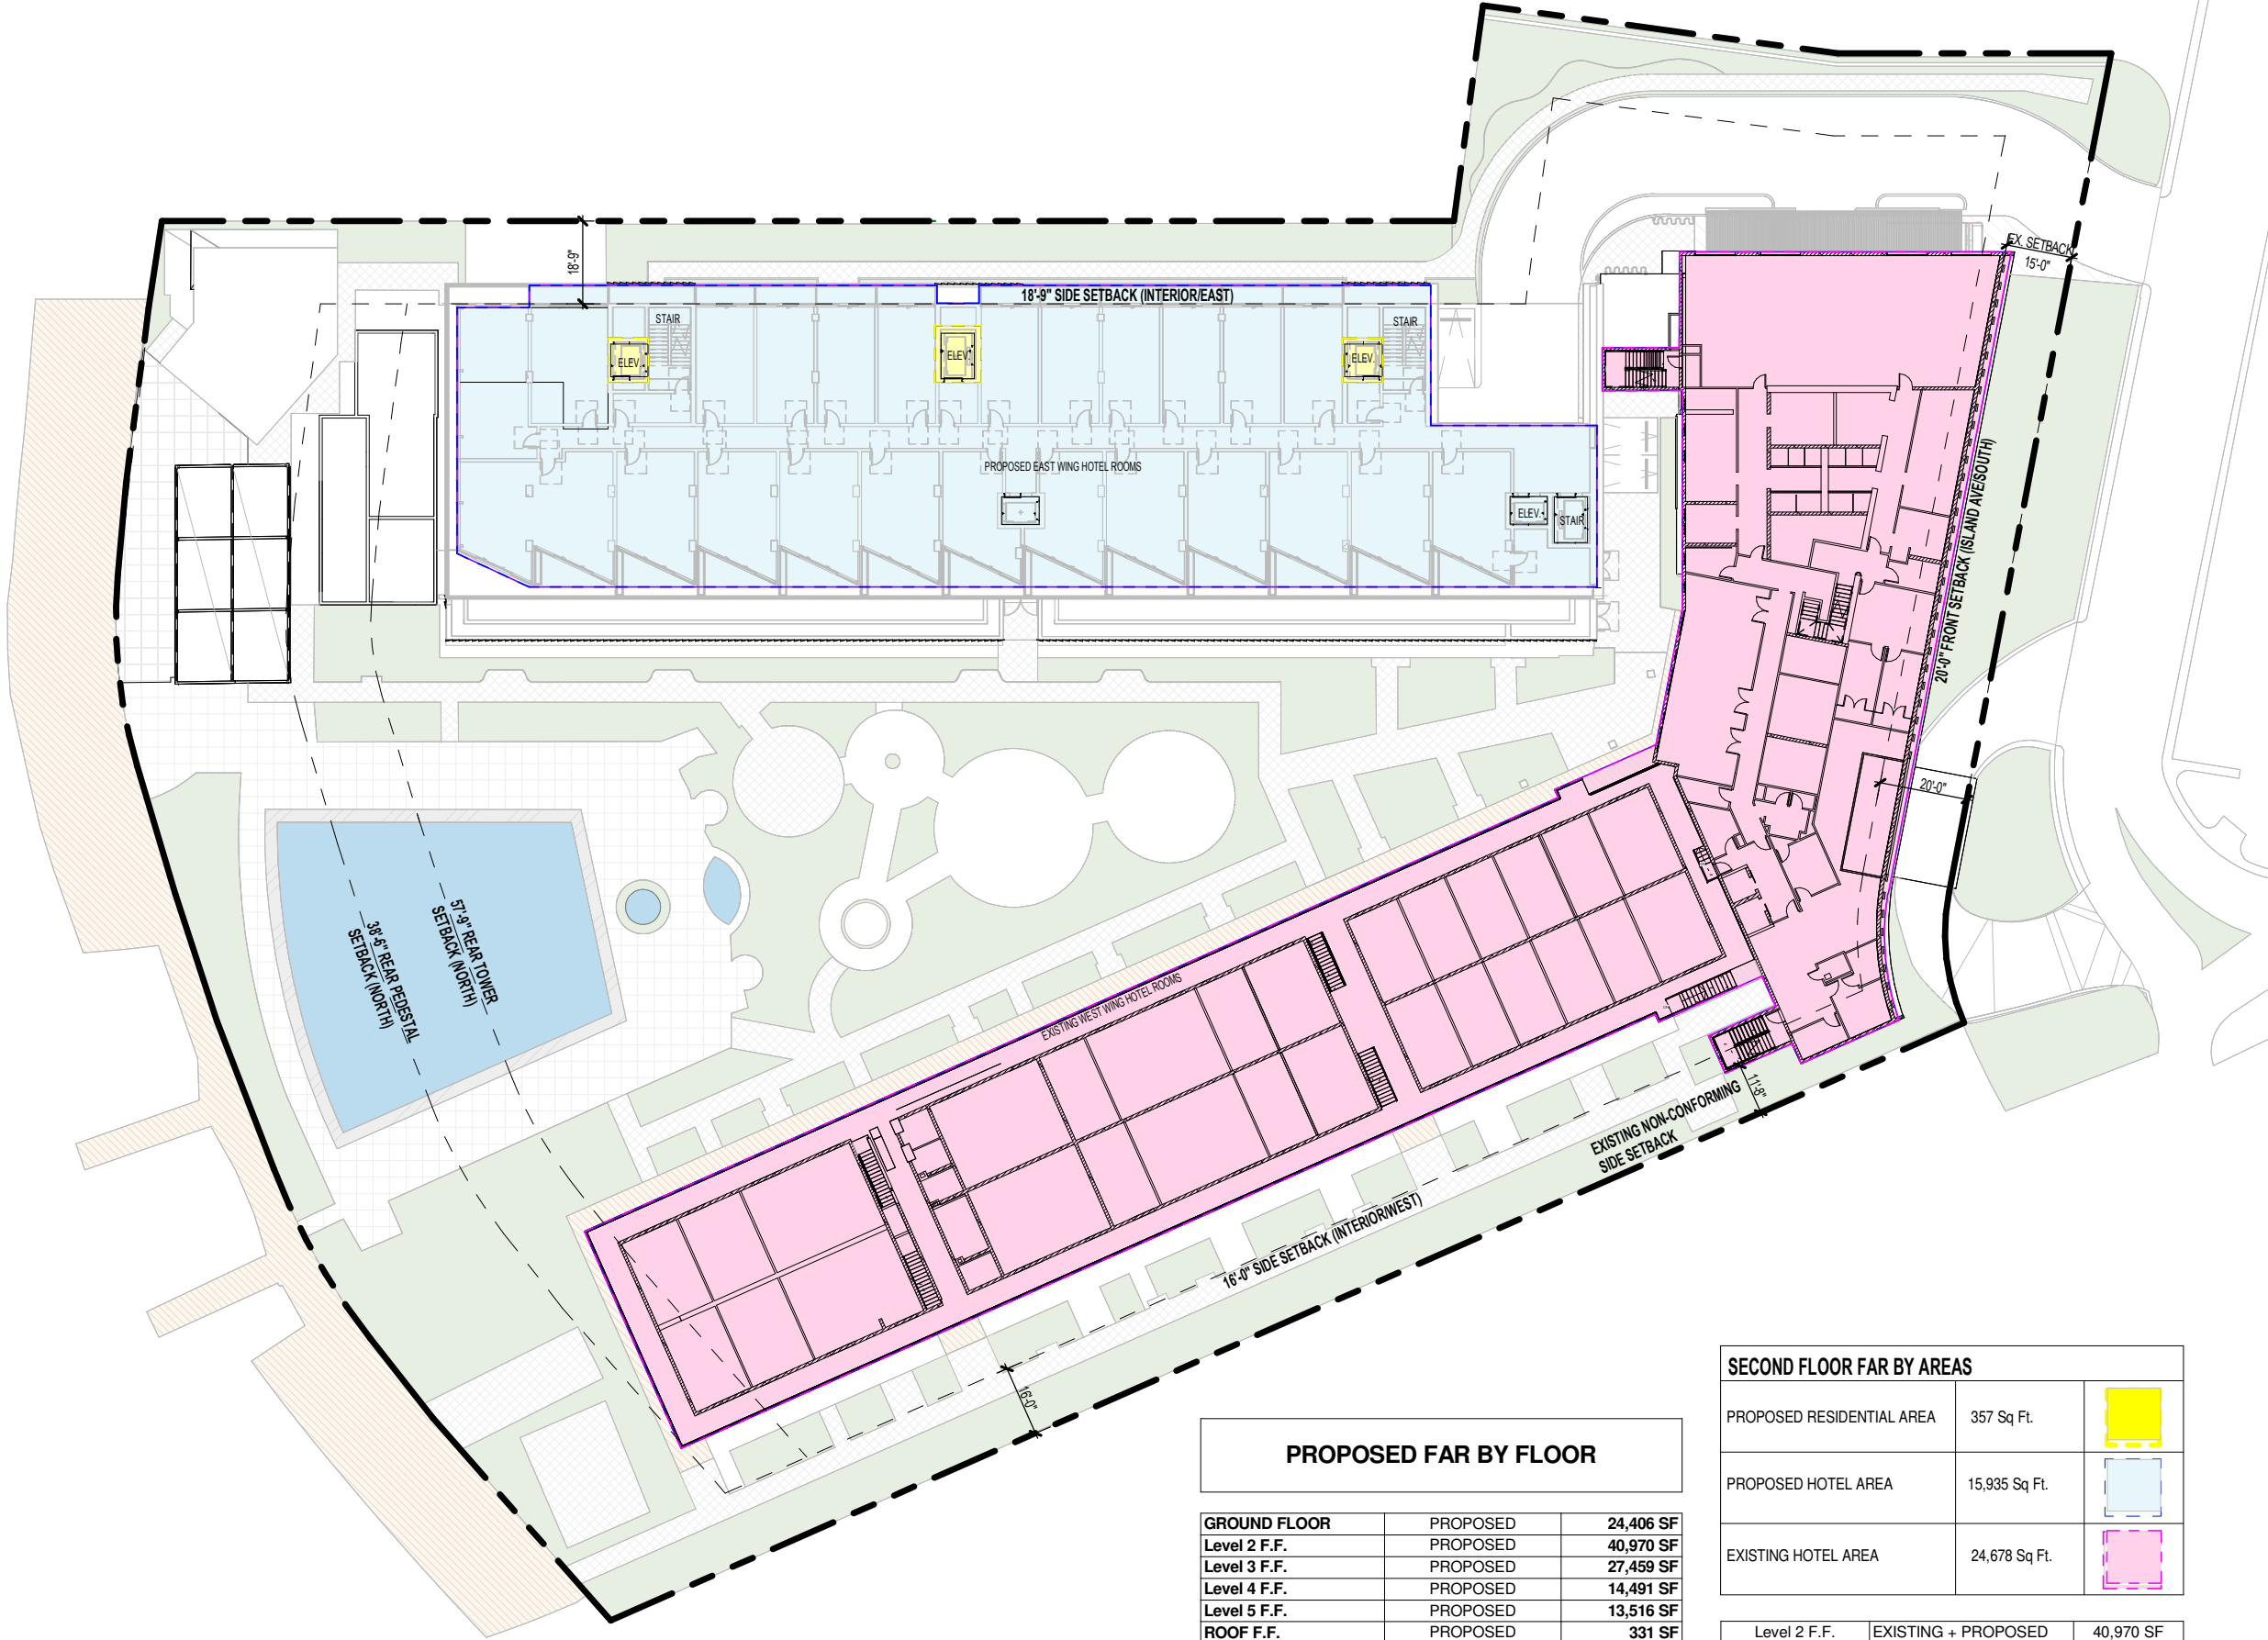 18'-9"
18'-9" SIDE SETBACK (INTERIOR/EAST)
EX. SETBACK
15'-0"
STAIR
STAIR
ELEV.
ELEV.
ELEV.
PROPOSED EAST WING HOTEL ROOMS
ELEV.
STAIR
20'-0" FRONT SETBACK (ISLAND AVE/SOUTH)
20'-0"
57'-9" REAR TOWER
SETBACK (NORTH)
38'-6" REAR PEDESTAL
SETBACK (NORTH)
EXISTING WEST WING HOTEL ROOMS
11'-8"
EXISTING NON-CONFORMING
SIDE SETBACK
16'-0" SIDE SETBACK (INTERIOR/WEST)
16'-0"
PROPOSED FAR BY FLOOR
GROUND FLOOR PROPOSED 24,406 SF
Level 2 F.F. PROPOSED 40,970 SF
Level 3 F.F. PROPOSED 27,459 SF
Level 4 F.F. PROPOSED 14,491 SF
Level 5 F.F. PROPOSED 13,516 SF
ROOF F.F. PROPOSED 331 SF
SECOND FLOOR FAR BY AREAS
PROPOSED RESIDENTIAL AREA 357 Sq Ft.
PROPOSED HOTEL AREA 15,935 Sq Ft.
EXISTING HOTEL AREA 24,678 Sq Ft.
Level 2 F.F. EXISTING + PROPOSED 40,970 SF